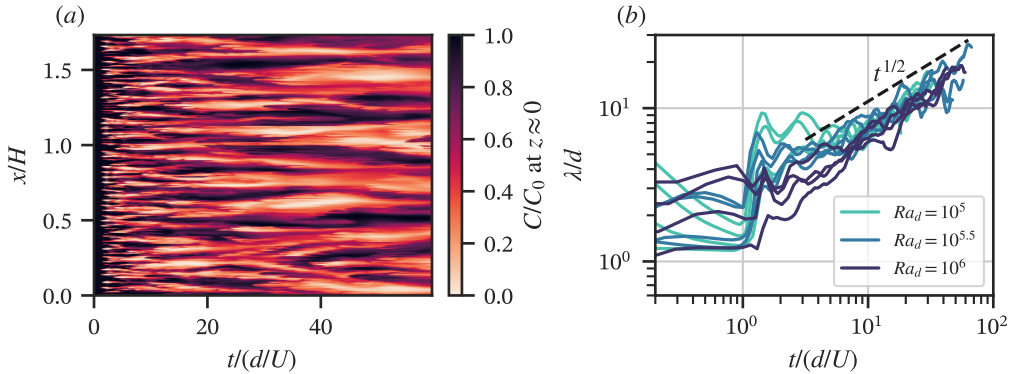 (a)
1.5
1.0
0.5
0.0
x/H
0
20
40
t/(d/U)
1.0
0.8
0.6
0.4
0.2
0.0
C/C₀ at z≈0
(b)
10¹
10⁰
λ/d
t^{1/2}
Ra_d = 10⁵
Ra_d = 10^{5.5}
Ra_d = 10⁶
10⁰
10¹
10²
t/(d/U)